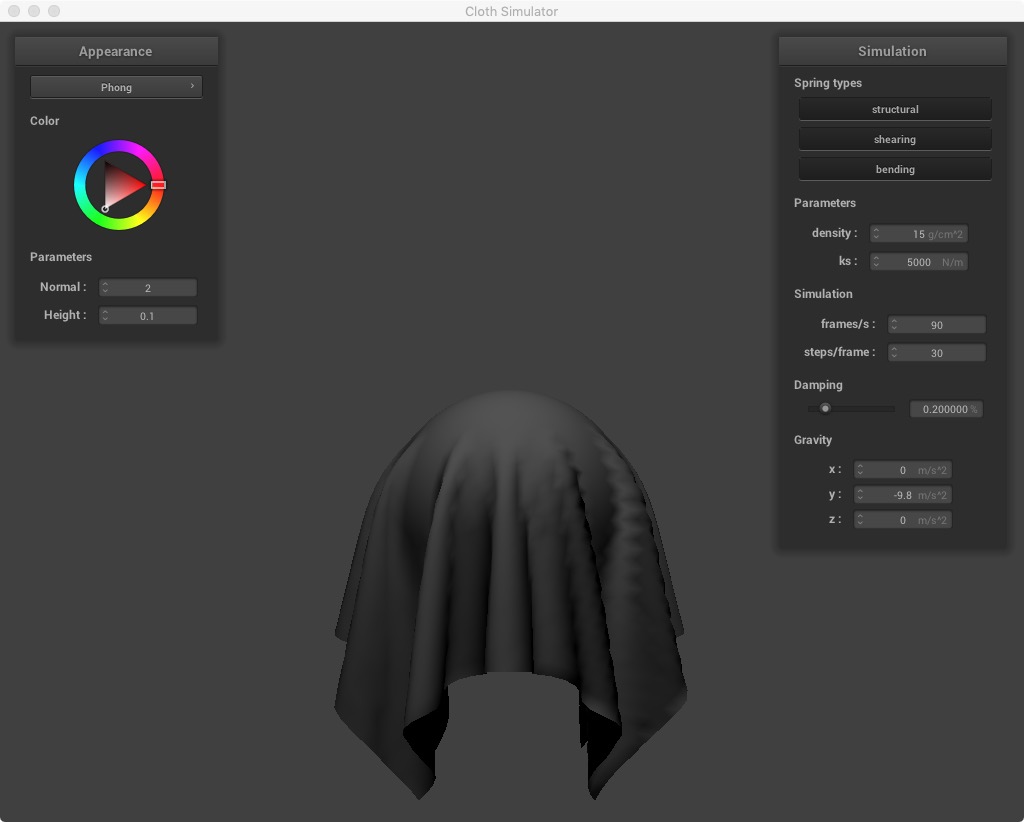 Cloth Simulator
Appearance
Phong
Color
Parameters
Normal : 2
Height : 0.1
Simulation
Spring types
structural
shearing
bending
Parameters
density : 15 g/cm^2
ks : 5000 N/m
Simulation
frames/s : 90
steps/frame : 30
Damping
0.200000 %
Gravity
x : 0 m/s^2
y : -9.8 m/s^2
z : 0 m/s^2